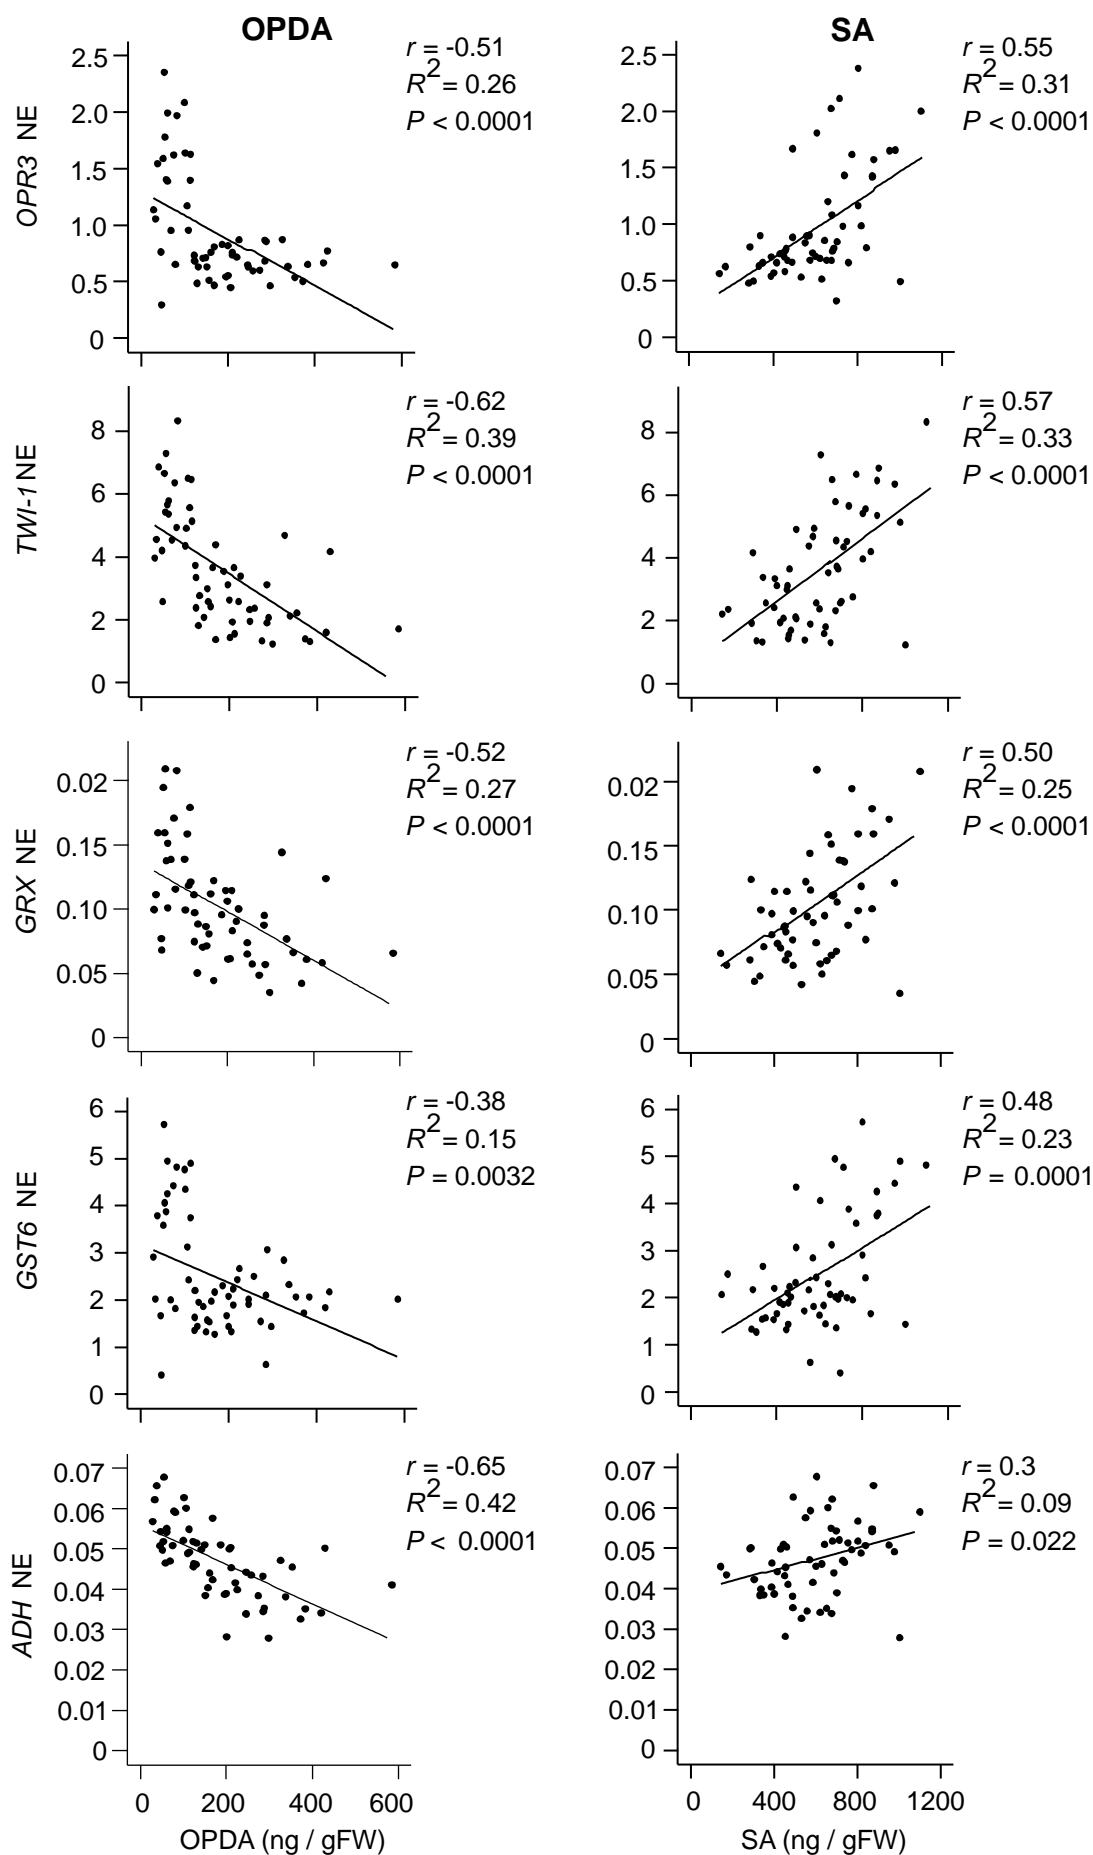 OPDA
SA
r = -0.51
R2 = 0.26
P < 0.0001
OPR3 NE
2.5
2.0
1.5
1.0
0.5
0
r = 0.55
R2 = 0.31
P < 0.0001
2.5
2.0
1.5
1.0
0.5
0
r = -0.62
R2 = 0.39
P < 0.0001
TWI-1NE
8
6
4
2
0
r = 0.57
R2 = 0.33
P < 0.0001
8
6
4
2
0
r = -0.52
R2 = 0.27
P < 0.0001
GRX NE
0.02
0.15
0.10
0.05
0
r = 0.50
R2 = 0.25
P < 0.0001
0.02
0.15
0.10
0.05
0
r = -0.38
R2 = 0.15
P = 0.0032
GST6 NE
6
5
4
3
2
1
0
r = 0.48
R2 = 0.23
P = 0.0001
6
5
4
3
2
1
0
r = -0.65
R2 = 0.42
P < 0.0001
ADH NE
0.07
0.06
0.05
0.04
0.03
0.02
0.01
0
r = 0.3
R2 = 0.09
P = 0.022
0.07
0.06
0.05
0.04
0.03
0.02
0.01
0
0 200 400 600
OPDA (ng / gFW)
0 400 800 1200
SA (ng / gFW)